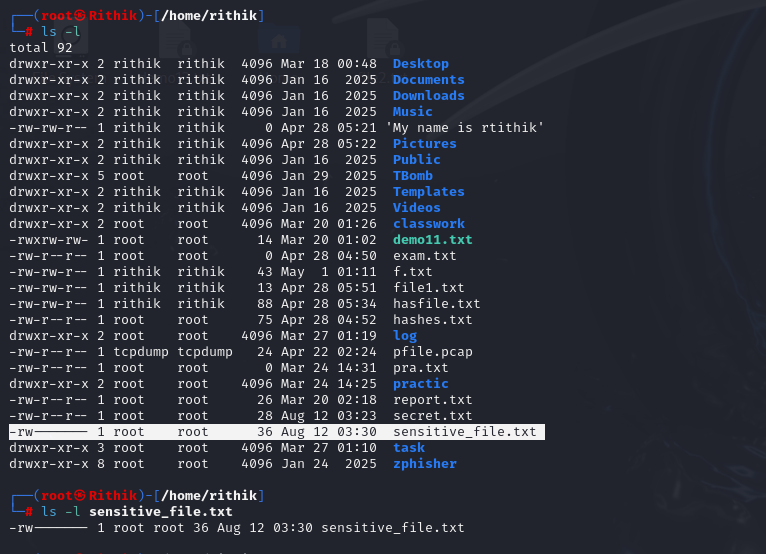 ┌──(root㉿Rithik)-[/home/rithik]
└─# ls -l
total 92
drwxr-xr-x 2 rithik  rithik  4096 Mar 18 00:48  Desktop
drwxr-xr-x 2 rithik  rithik  4096 Jan 16  2025  Documents
drwxr-xr-x 2 rithik  rithik  4096 Jan 16  2025  Downloads
drwxr-xr-x 2 rithik  rithik  4096 Jan 16  2025  Music
-rw-rw-r-- 1 rithik  rithik     0 Apr 28 05:21 'My name is rtithik'
drwxr-xr-x 2 rithik  rithik  4096 Apr 28 05:22  Pictures
drwxr-xr-x 2 rithik  rithik  4096 Jan 16  2025  Public
drwxr-xr-x 5 root    root    4096 Jan 29  2025  TBomb
drwxr-xr-x 2 rithik  rithik  4096 Jan 16  2025  Templates
drwxr-xr-x 2 rithik  rithik  4096 Jan 16  2025  Videos
drwxr-xr-x 2 root    root    4096 Mar 20 01:26  classwork
-rwxrw-rw- 1 root    root      14 Mar 20 01:02  demo11.txt
-rw-r--r-- 1 root    root       0 Apr 28 04:50  exam.txt
-rw-r--r-- 1 rithik  rithik    43 May  1 01:11  f.txt
-rw-r--r-- 1 rithik  rithik    13 Apr 28 05:51  file1.txt
-rw-r--r-- 1 rithik  rithik    88 Apr 28 05:34  hasfile.txt
-rw-r--r-- 1 root    root      75 Apr 28 04:52  hashes.txt
drwxr-xr-x 2 root    root    4096 Mar 27 01:19  log
-rw-r--r-- 1 tcpdump tcpdump   24 Apr 22 02:24  pfile.pcap
-rw-r--r-- 1 root    root       0 Mar 24 14:31  pra.txt
drwxr-xr-x 2 root    root    4096 Mar 24 14:25  practic
-rw-r--r-- 1 root    root      26 Mar 20 02:18  report.txt
-rw-r--r-- 1 root    root      28 Aug 12 03:23  secret.txt
-rw------- 1 root    root      36 Aug 12 03:30  sensitive_file.txt
drwxr-xr-x 3 root    root    4096 Mar 27 01:10  task
drwxr-xr-x 8 root    root    4096 Jan 24  2025  zphisher
┌──(root㉿Rithik)-[/home/rithik]
└─# ls -l sensitive_file.txt
-rw------- 1 root root 36 Aug 12 03:30 sensitive_file.txt